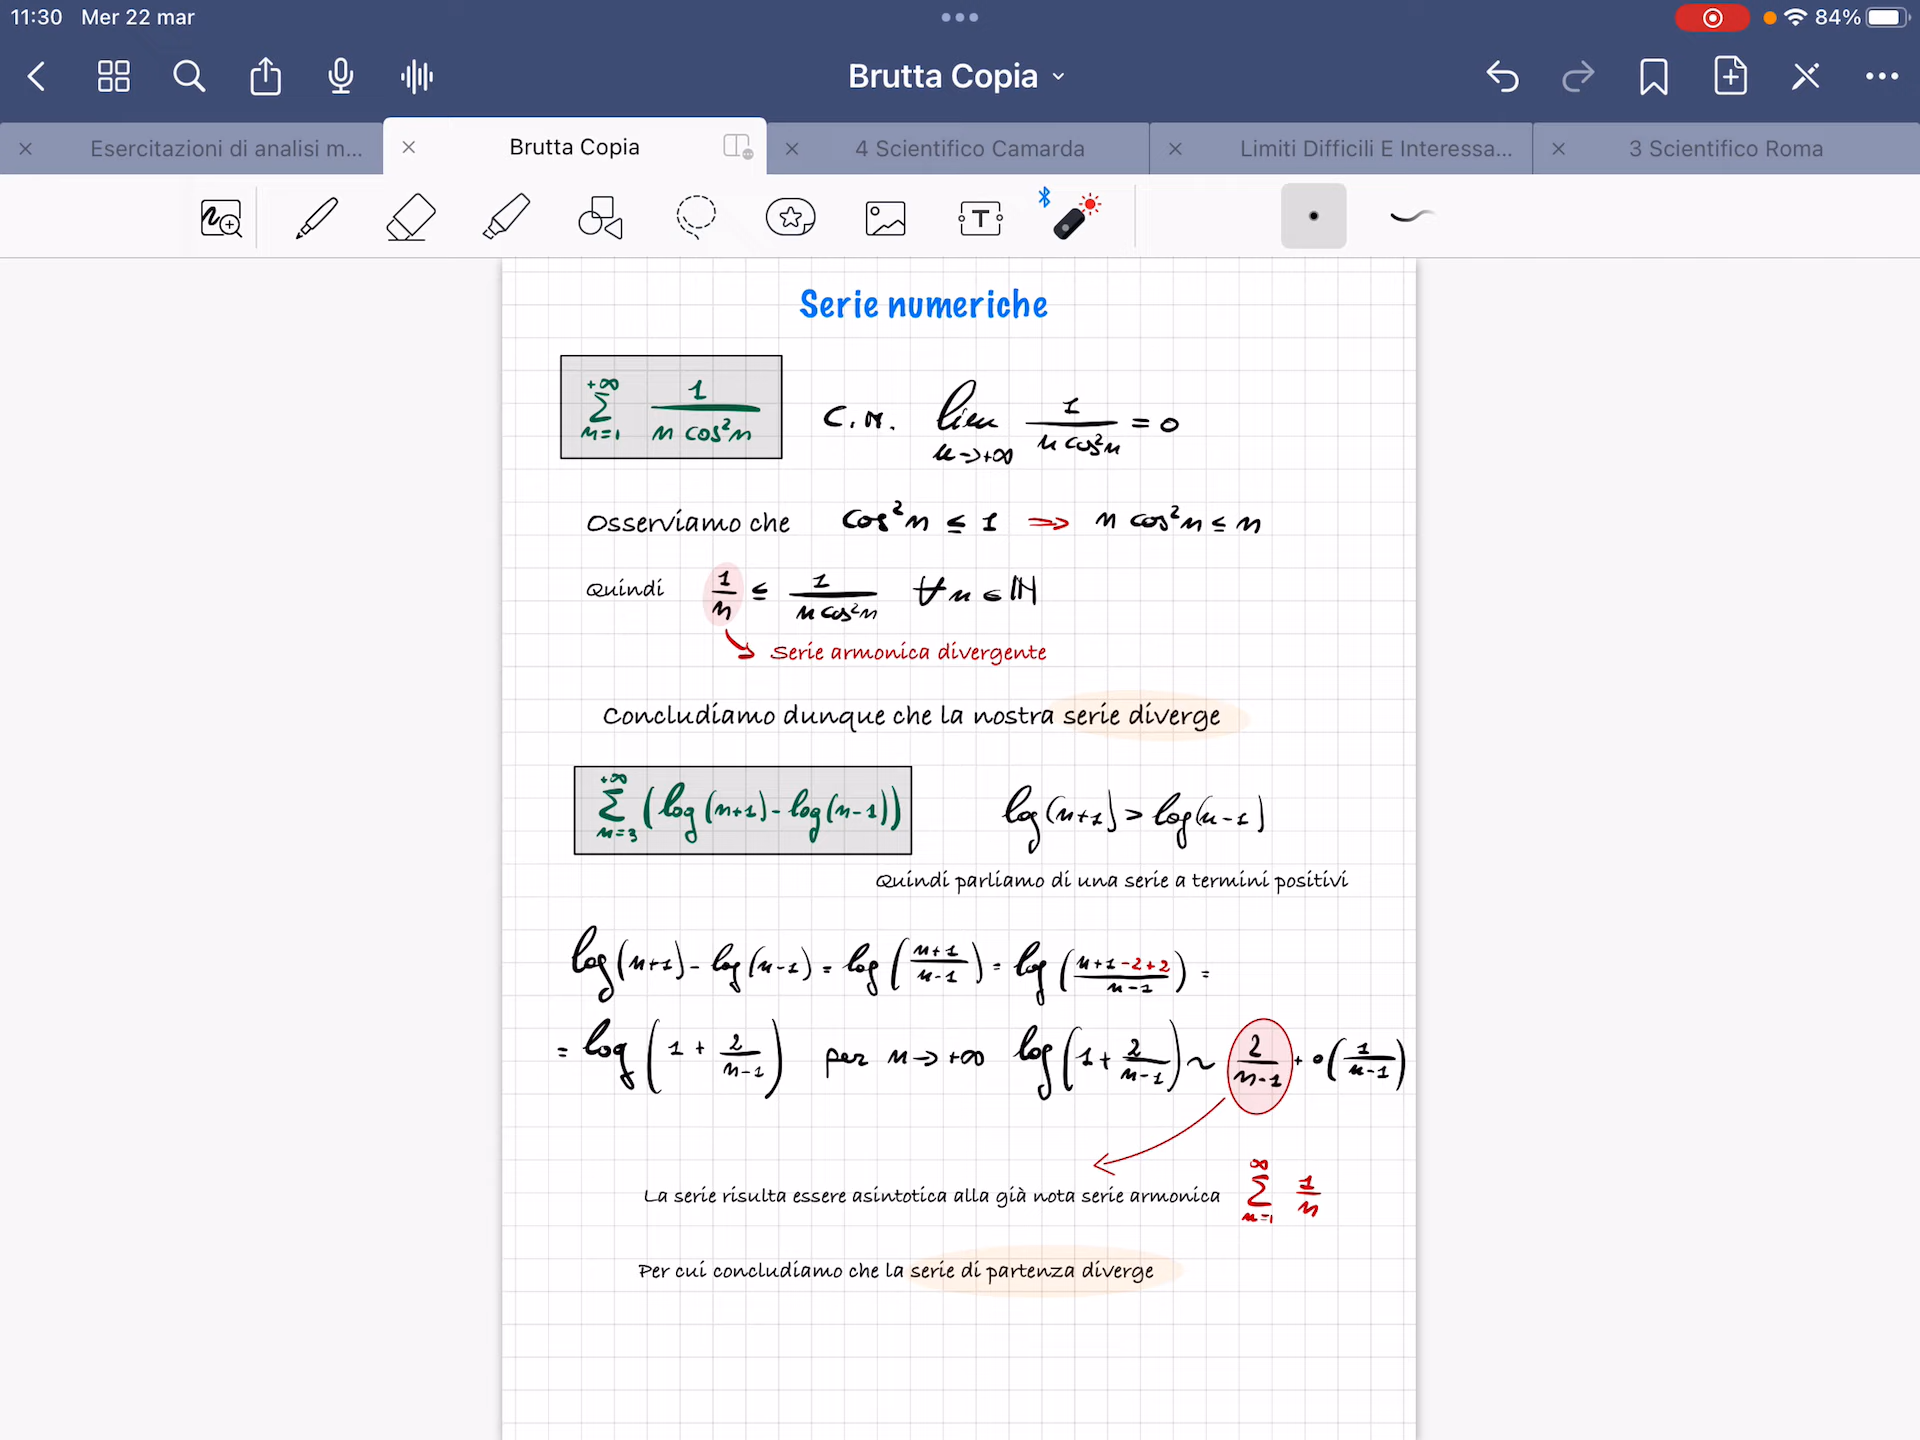 11:30 Mer 22 mar 84%
Brutta Copia
Esercitazioni di analisi m... Brutta Copia 4 Scientifico Camarda Limiti Difficili E Interessa... 3 Scientifico Roma
Serie numeriche
+∞ Σ n=1 1/(n cos²n) C.N. lim n→+∞ 1/(n cos²n) = 0
Osserviamo che cos²n ≤ 1 ⇒ n cos²n ≤ n
Quindi 1/n ≤ 1/(n cos²n) ∀ n ∈ ℕ
Serie armonica divergente
Concludiamo dunque che la nostra serie diverge
+∞ Σ n=3 (log(n+1) - log(n-1)) log(n+1) > log(n-1)
Quindi parliamo di una serie a termini positivi
log(n+1) - log(n-1) = log((n+1)/(n-1)) = log((n+1-2+2)/(n-1)) =
= log(1 + 2/(n-1)) per n→+∞ log(1 + 2/(n-1)) ~ 2/(n-1) + o(1/(n-1))
La serie risulta essere asintotica alla già nota serie armonica ∞ Σ n=1 1/n
Per cui concludiamo che la serie di partenza diverge